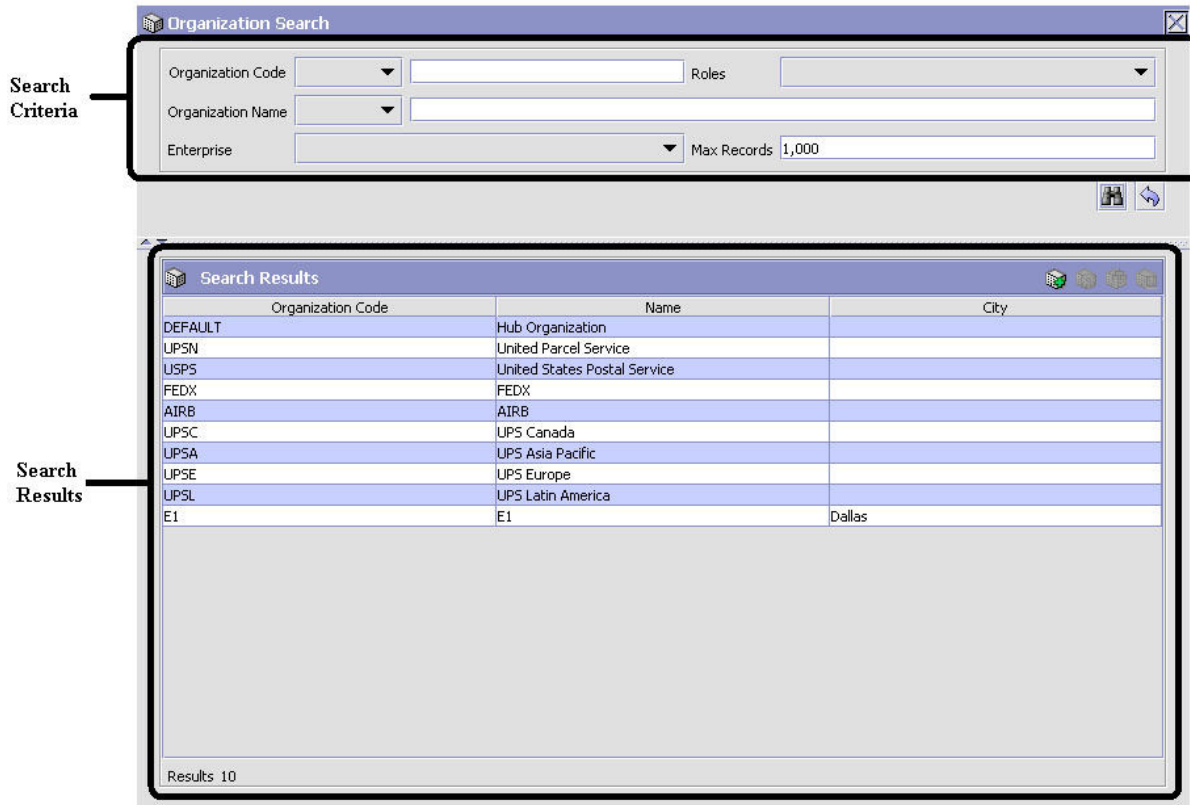 Organization Search
Search
Criteria
Organization Code Roles
Organization Name
Enterprise Max Records 1,000
Search Results
Organization Code Name City
DEFAULT Hub Organization
UPSN United Parcel Service
USPS United States Postal Service
FEDX FEDX
AIRB AIRB
UPSC UPS Canada
UPSA UPS Asia Pacific
UPSE UPS Europe
UPSL UPS Latin America
E1 E1 Dallas
Search
Results
Results 10